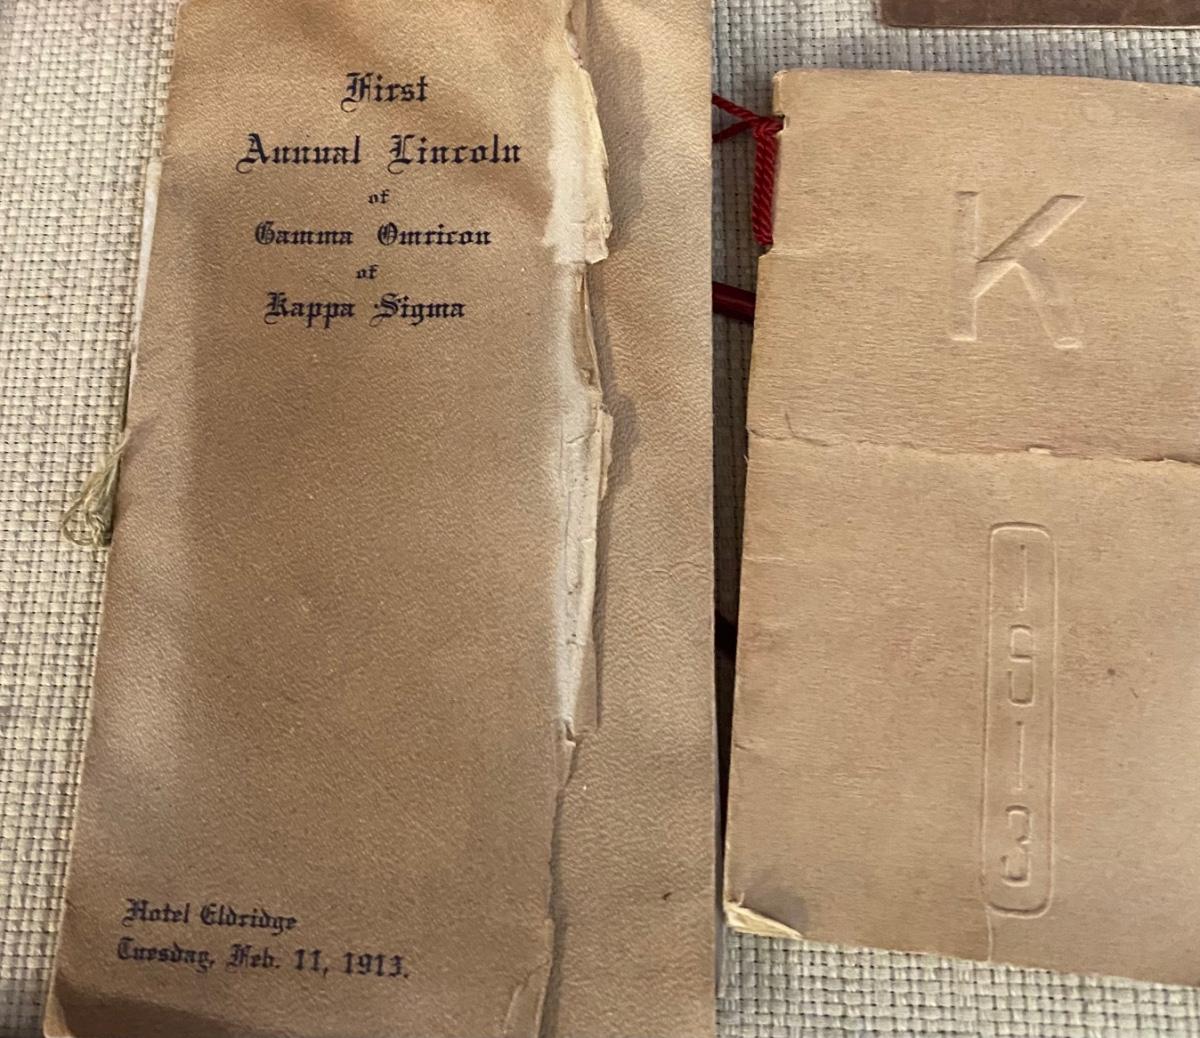 First
Annual Lincoln
of
Gamma Omricon
of
Kappa Sigma
Hotel Eldridge
Tuesday, Feb. 11, 1913.
K
1913